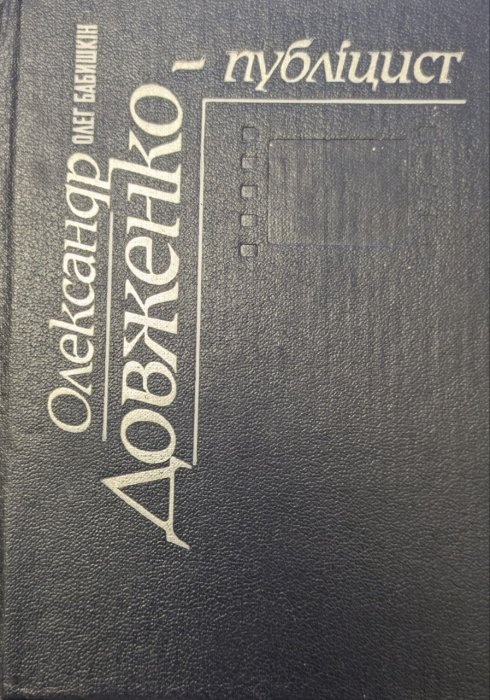 ОЛЕГ БАБИШКІН
Олександр
Довженко –
публіцист